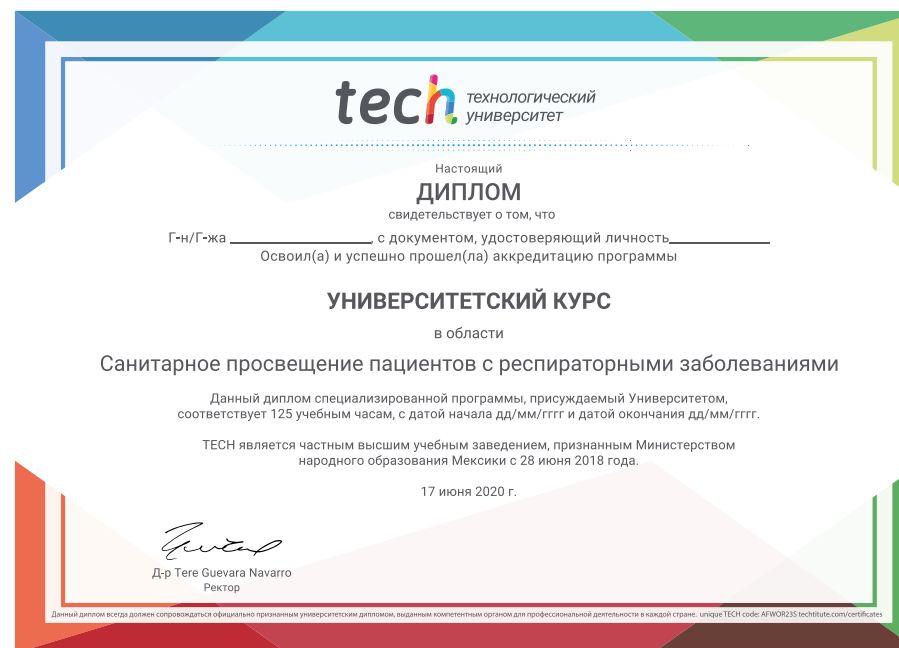 tech технологический
университет
Настоящий
ДИПЛОМ
свидетельствует о том, что
Г-н/Г-жа ____________________, с документом, удостоверяющий личность______________
Освоил(а) и успешно прошел(ла) аккредитацию программы
УНИВЕРСИТЕТСКИЙ КУРС
в области
Санитарное просвещение пациентов с респираторными заболеваниями
Данный диплом специализированной программы, присуждаемый Университетом,
соответствует 125 учебным часам, с датой начала дд/мм/гггг и датой окончания дд/мм/гггг.
TECH является частным высшим учебным заведением, признанным Министерством
народного образования Мексики с 28 июня 2018 года.
17 июня 2020 г.
Д-р Tere Guevara Navarro
Ректор
Данный диплом всегда должен сопровождаться официально признанным университетским дипломом, выданным компетентным органом для профессиональной деятельности в каждой стране. unique TECH code: AFWOR23S techtitute.com/certificates